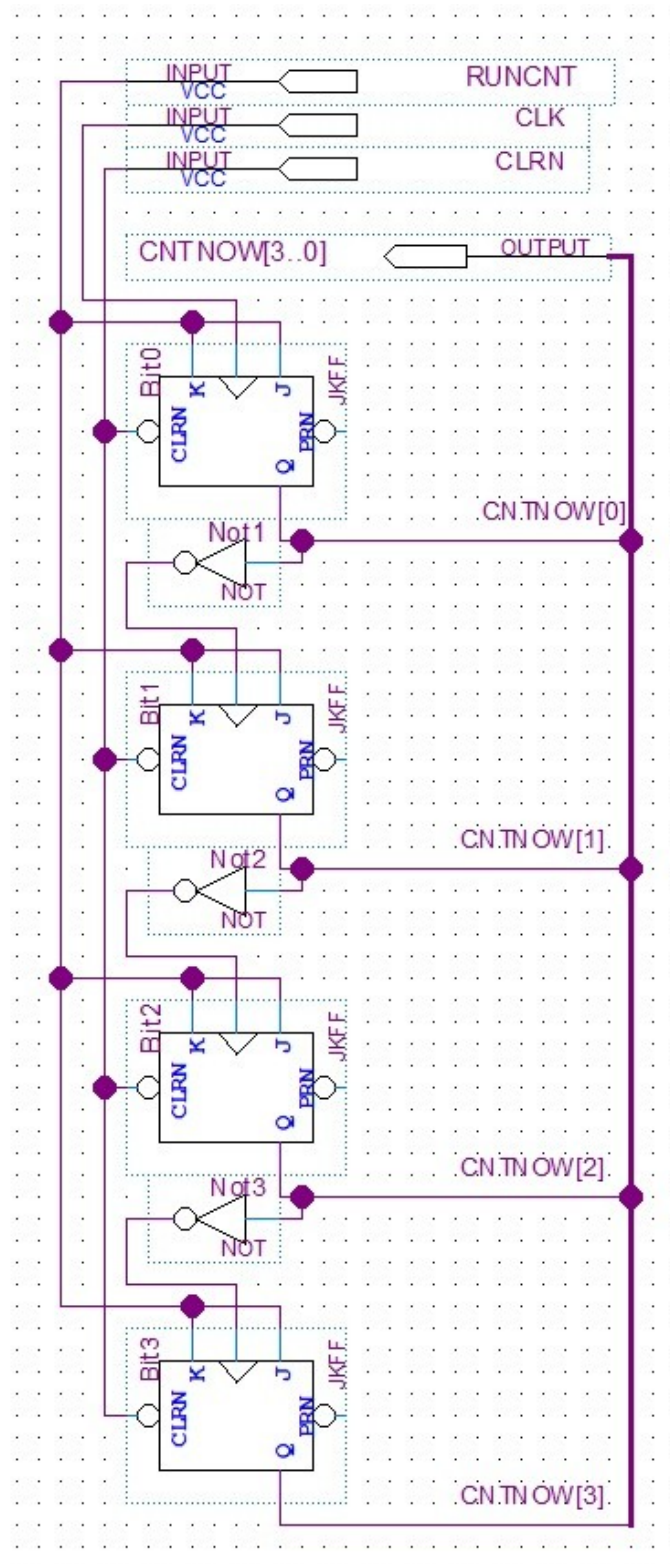 INPUT
VCC
RUNCNT
INPUT
VCC
CLK
INPUT
VCC
CLRN
CNTNOW[3..0]
OUTPUT
Bit0
K
J
JKFF
CLRN
PRN
Q
CNTNOW[0]
Not1
NOT
Bit1
K
J
JKFF
CLRN
PRN
Q
CNTNOW[1]
Not2
NOT
Bit2
K
J
JKFF
CLRN
PRN
Q
CNTNOW[2]
Not3
NOT
Bit3
K
J
JKFF
CLRN
PRN
Q
CNTNOW[3]